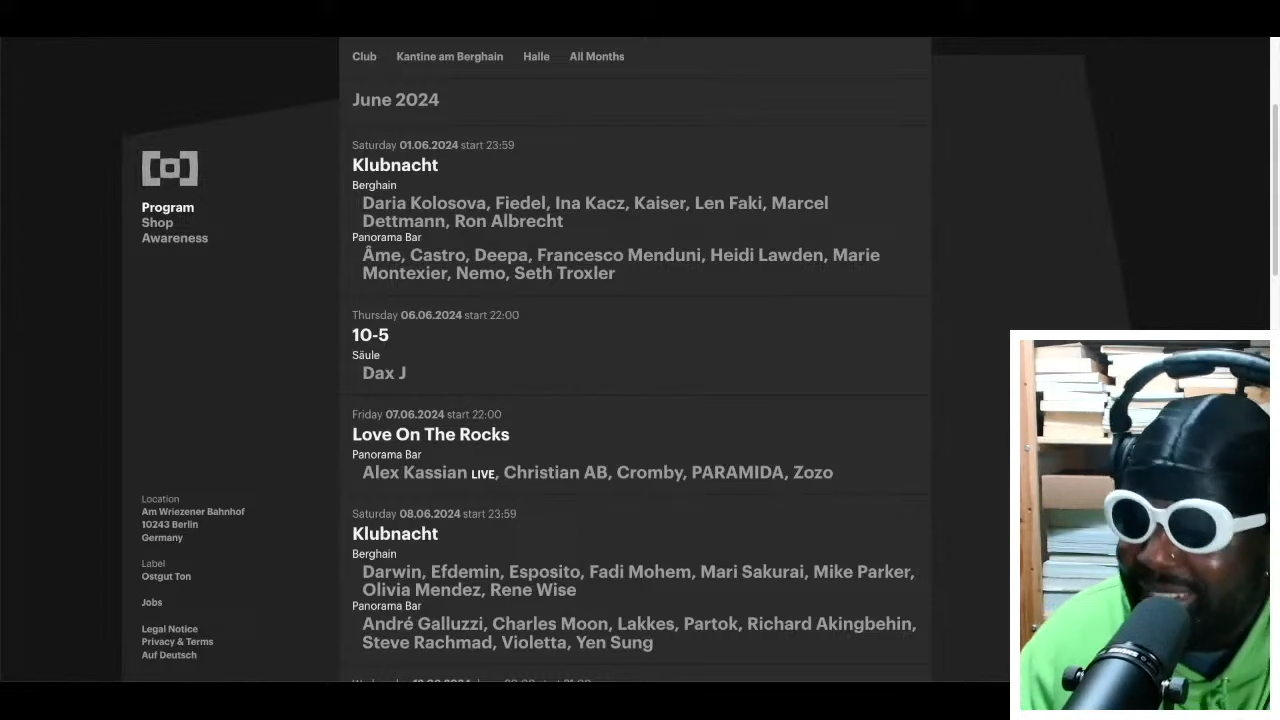 Club Kantine am Berghain Halle All Months
June 2024
Saturday 01.06.2024 start 23:59
Klubnacht
Berghain
Daria Kolosova, Fiedel, Ina Kacz, Kaiser, Len Faki, Marcel
Dettmann, Ron Albrecht
Panorama Bar
Âme, Castro, Deepa, Francesco Menduni, Heidi Lawden, Marie
Montexier, Nemo, Seth Troxler
Thursday 06.06.2024 start 22:00
10-5
Säule
Dax J
Friday 07.06.2024 start 22:00
Love On The Rocks
Panorama Bar
Alex Kassian LIVE, Christian AB, Cromby, PARAMIDA, Zozo
Saturday 08.06.2024 start 23:59
Klubnacht
Berghain
Darwin, Efdemin, Esposito, Fadi Mohem, Mari Sakurai, Mike Parker,
Olivia Mendez, Rene Wise
Panorama Bar
André Galluzzi, Charles Moon, Lakkes, Partok, Richard Akingbehin,
Steve Rachmad, Violetta, Yen Sung
Program
Shop
Awareness
Location
Am Wriezener Bahnhof
10243 Berlin
Germany
Label
Ostgut Ton
Jobs
Legal Notice
Privacy & Terms
Auf Deutsch